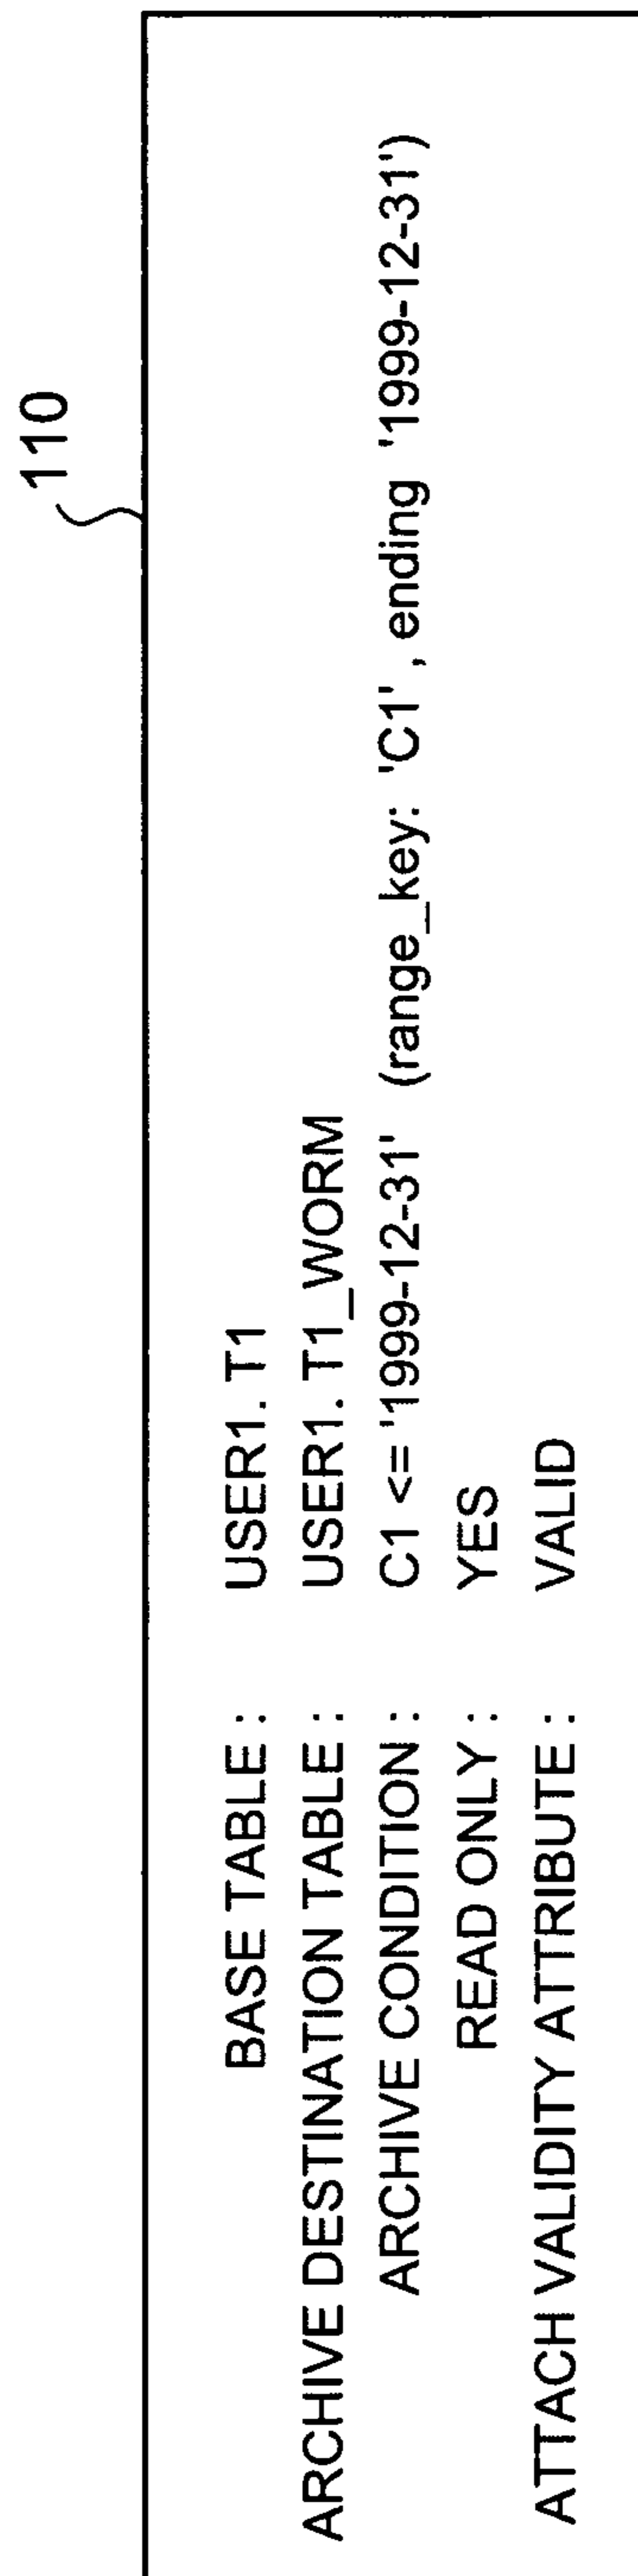 110
BASE TABLE : USER1. T1
ARCHIVE DESTINATION TABLE : USER1. T1_WORM
ARCHIVE CONDITION : C1 <= '1999-12-31' (range_key: 'C1', ending '1999-12-31')
READ ONLY : YES
ATTACH VALIDITY ATTRIBUTE : VALID